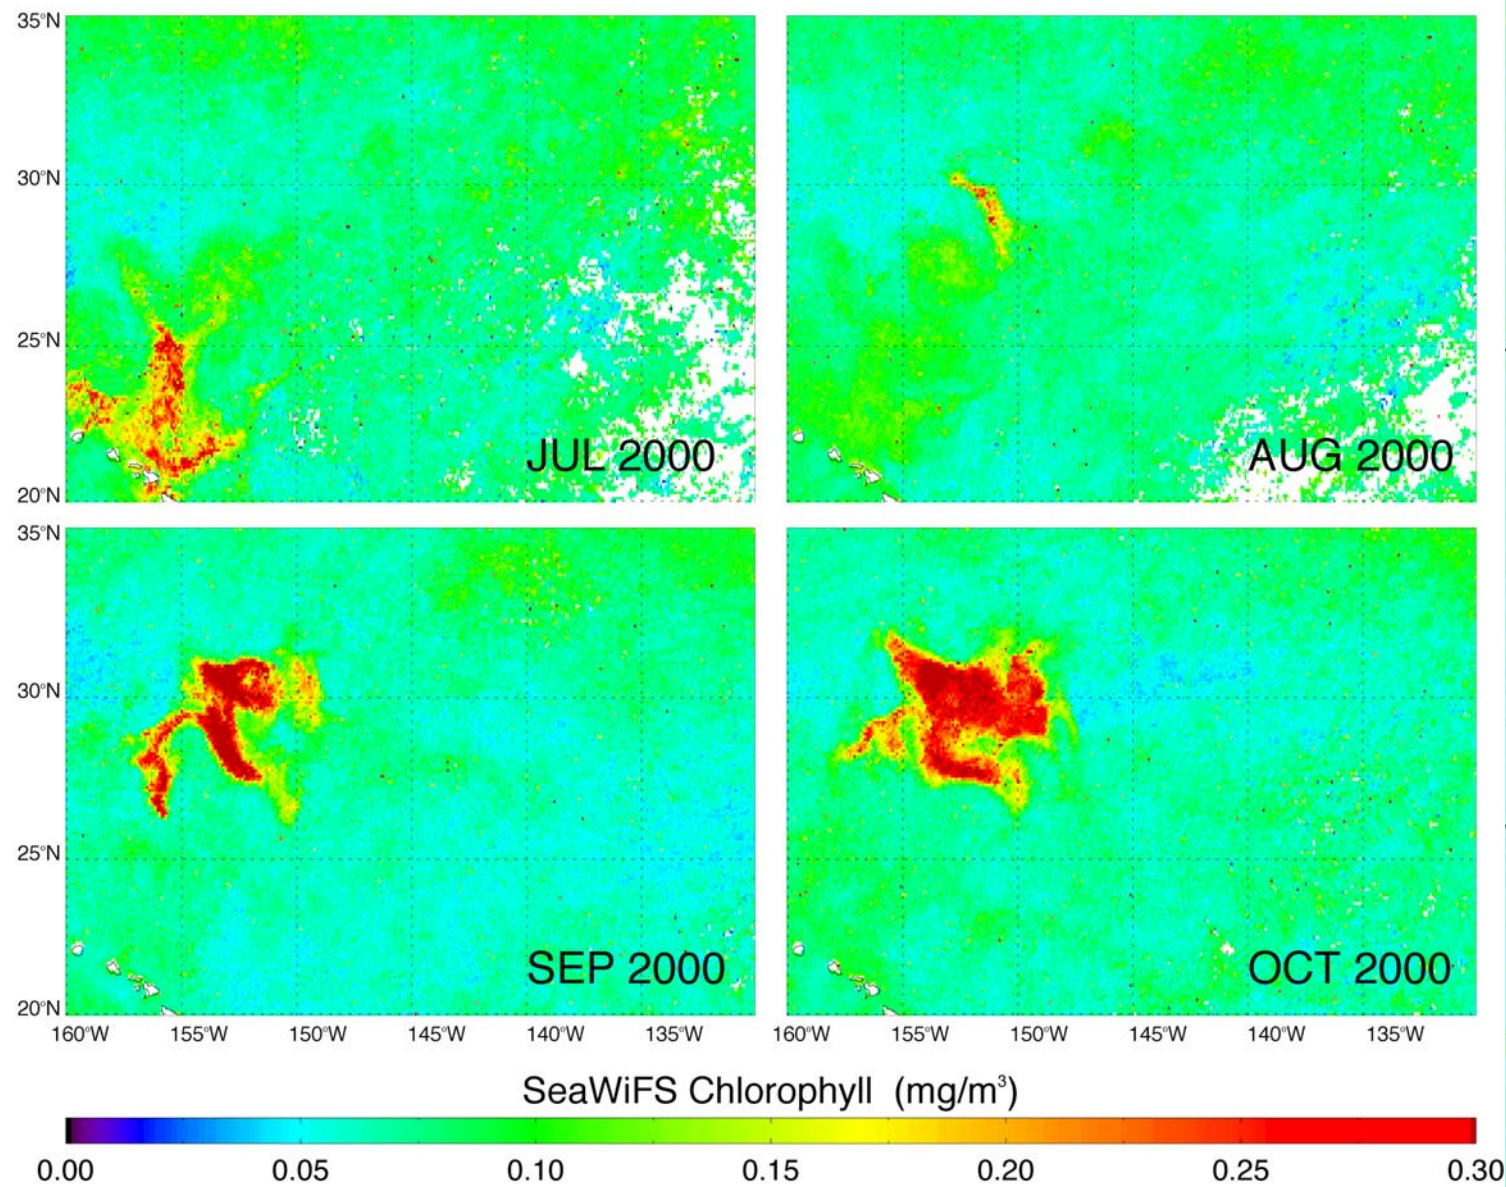 35°N
30°N
25°N
JUL 2000
AUG 2000
20°N
35°N
30°N
25°N
SEP 2000
OCT 2000
20°N
160°W 155°W 150°W 145°W 140°W 135°W 160°W 155°W 150°W 145°W 140°W 135°W
SeaWiFS Chlorophyll (mg/m³)
0.00 0.05 0.10 0.15 0.20 0.25 0.30